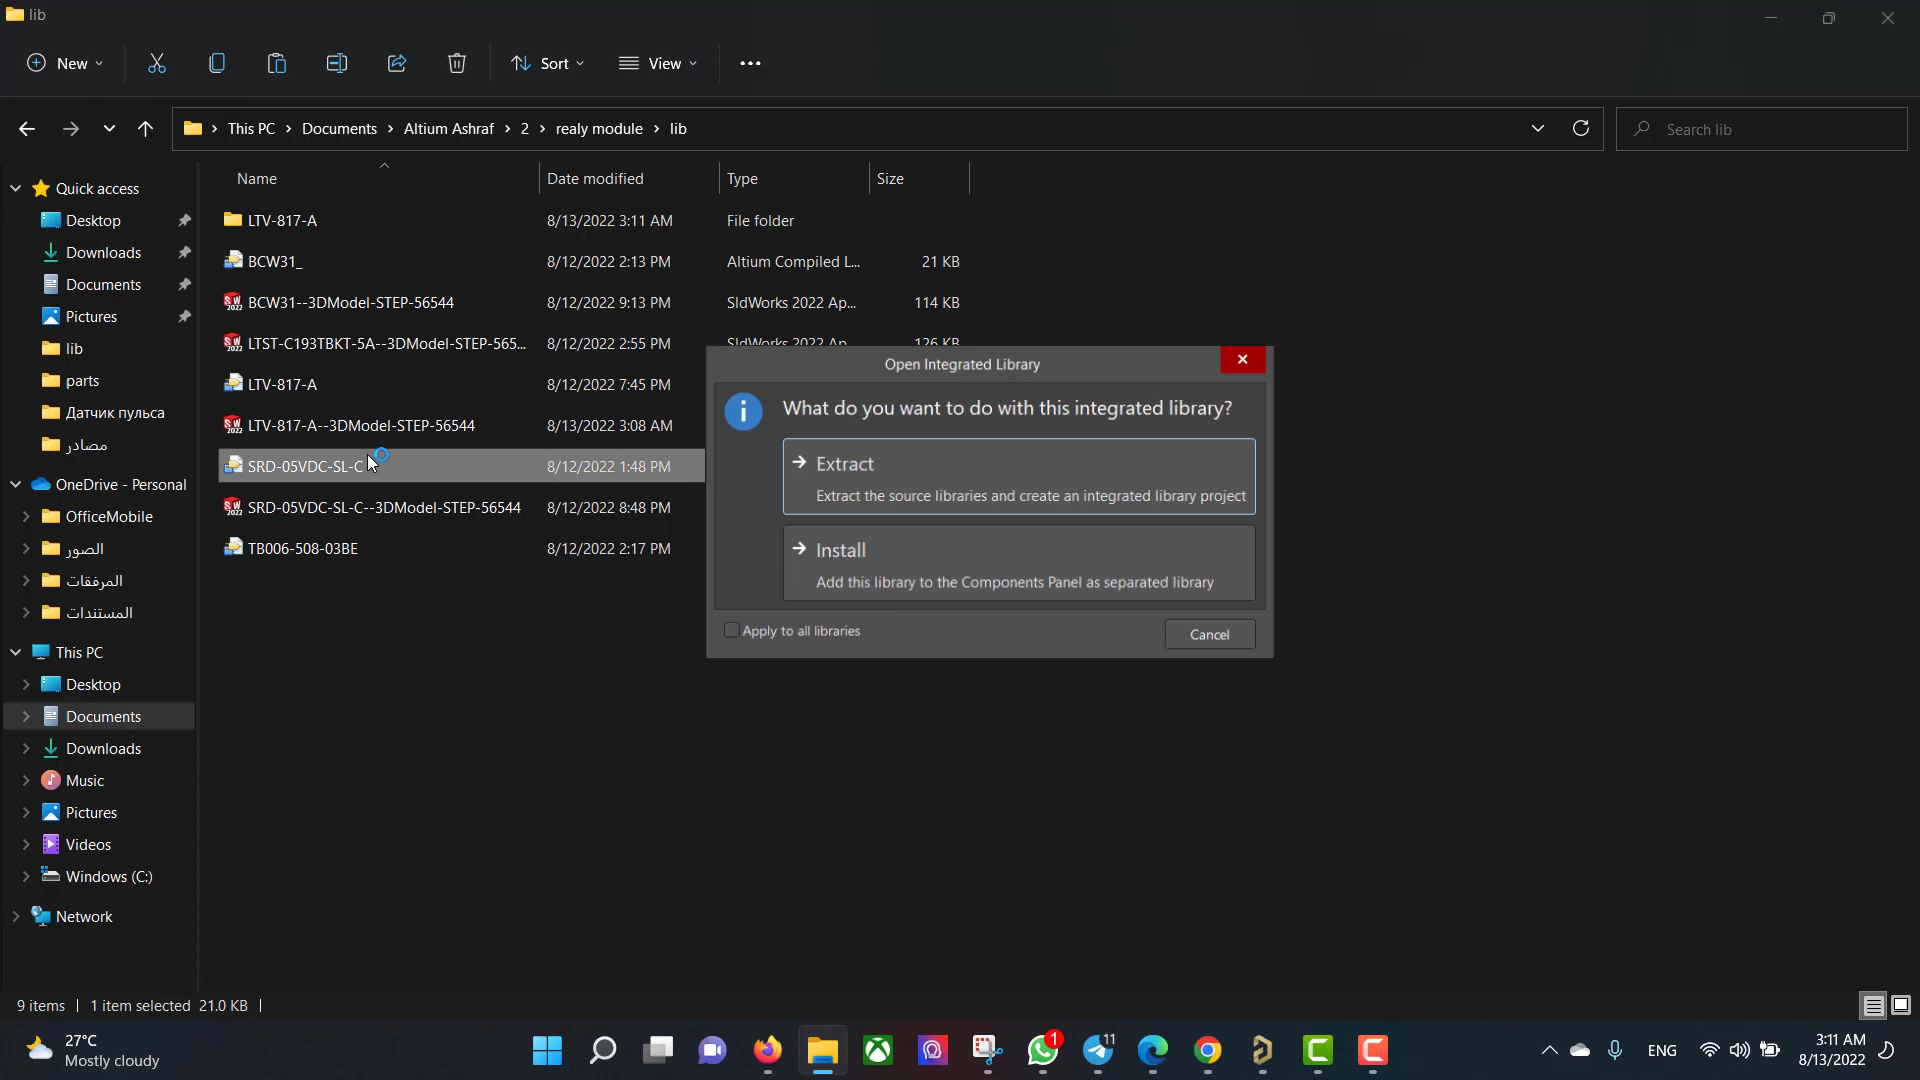 lib
New
Sort
View
This PC
Documents
Altium Ashraf
2
realy module
lib
Search lib
Quick access
Desktop
Downloads
Documents
Pictures
lib
parts
Датчик пульса
مصادر
OneDrive - Personal
OfficeMobile
الصور
المرفقات
المستندات
This PC
Desktop
Documents
Downloads
Music
Pictures
Videos
Windows (C:)
Network
Name
Date modified
Type
Size
LTV-817-A
8/13/2022 3:11 AM
File folder
BCW31_
8/12/2022 2:13 PM
Altium Compiled L...
21 KB
BCW31--3DModel-STEP-56544
8/12/2022 9:13 PM
SldWorks 2022 Ap...
114 KB
LTST-C193TBKT-5A--3DModel-STEP-565...
8/12/2022 2:55 PM
SldWorks 2022 Ap...
126 KB
LTV-817-A
8/12/2022 7:45 PM
LTV-817-A--3DModel-STEP-56544
8/13/2022 3:08 AM
SRD-05VDC-SL-C
8/12/2022 1:48 PM
SRD-05VDC-SL-C--3DModel-STEP-56544
8/12/2022 8:48 PM
TB006-508-03BE
8/12/2022 2:17 PM
Open Integrated Library
What do you want to do with this integrated library?
Extract
Extract the source libraries and create an integrated library project
Install
Add this library to the Components Panel as separated library
Apply to all libraries
Cancel
9 items
1 item selected 21.0 KB
27°C
Mostly cloudy
1
11
ENG
3:11 AM
8/13/2022